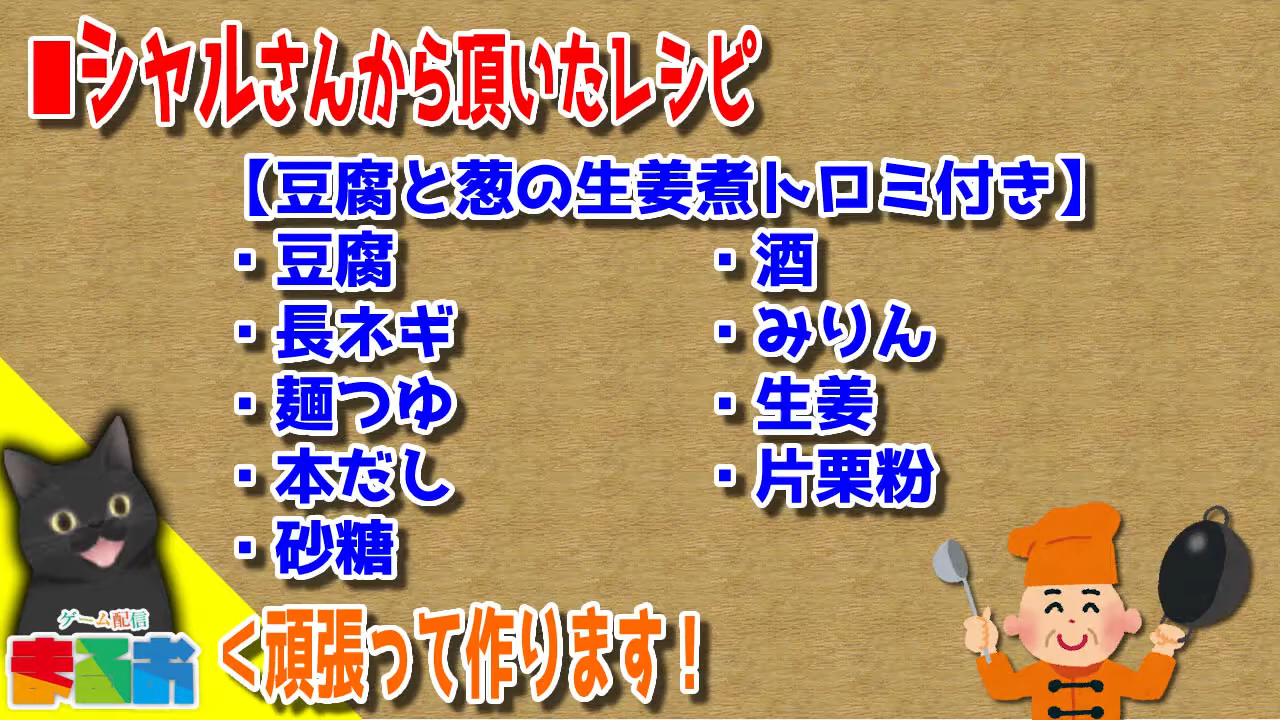 ■シャルさんから頂いたレシピ
【豆腐と葱の生姜煮トロミ付き】
・豆腐
・長ネギ
・麺つゆ
・本だし
・砂糖
・酒
・みりん
・生姜
・片栗粉
ゲーム配信
まるお
<頑張って作ります！